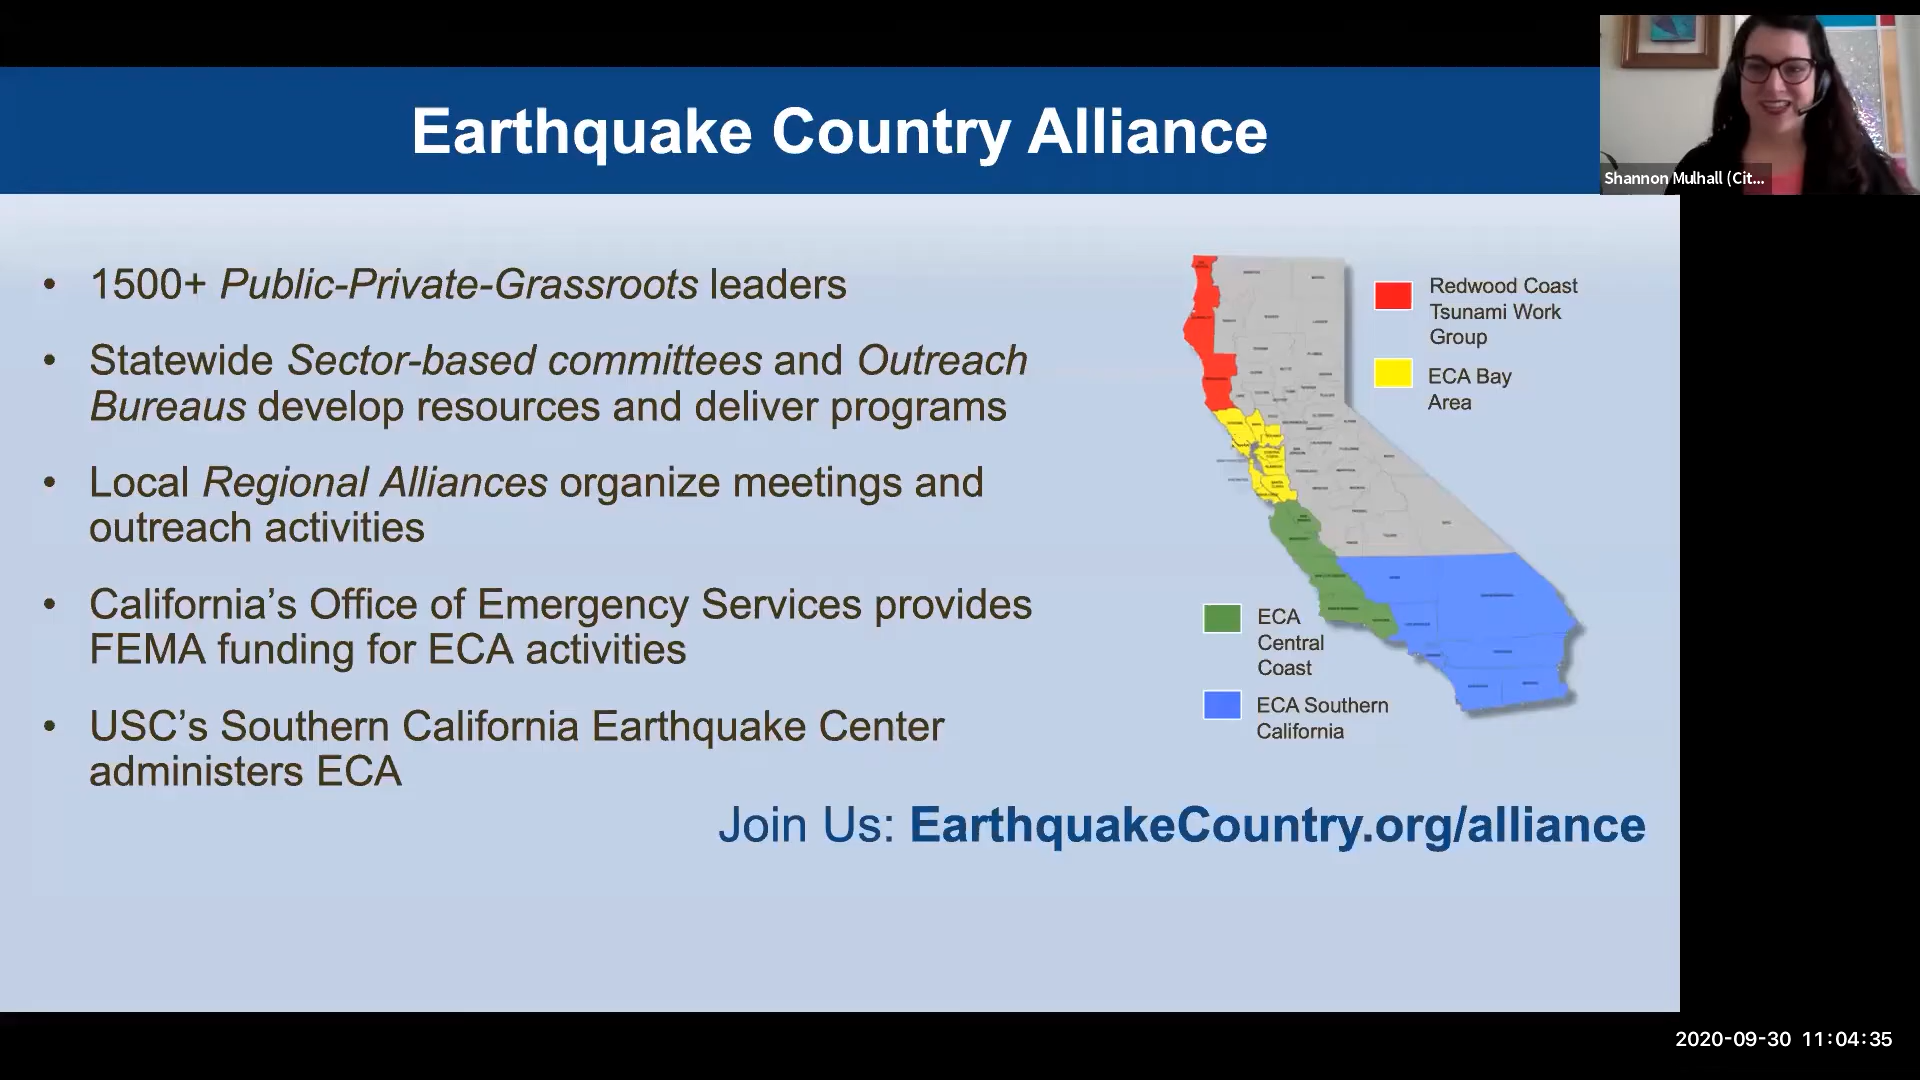 Earthquake Country Alliance
Shannon Mulhall (Cit...
• 1500+ Public-Private-Grassroots leaders
• Statewide Sector-based committees and Outreach
Bureaus develop resources and deliver programs
• Local Regional Alliances organize meetings and
outreach activities
• California’s Office of Emergency Services provides
FEMA funding for ECA activities
• USC’s Southern California Earthquake Center
administers ECA
Redwood Coast
Tsunami Work
Group
ECA Bay
Area
ECA
Central
Coast
ECA Southern
California
Join Us: EarthquakeCountry.org/alliance
2020-09-30 11:04:35